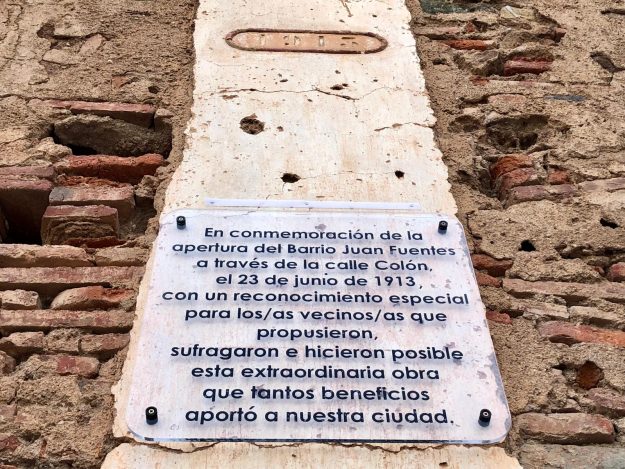 En conmemoración de la
apertura del Barrio Juan Fuentes
a través de la calle Colón,
el 23 de junio de 1913,
con un reconocimiento especial
para los/as vecinos/as que
propusieron,
sufragaron e hicieron posible
esta extraordinaria obra
que tantos beneficios
aportó a nuestra ciudad.